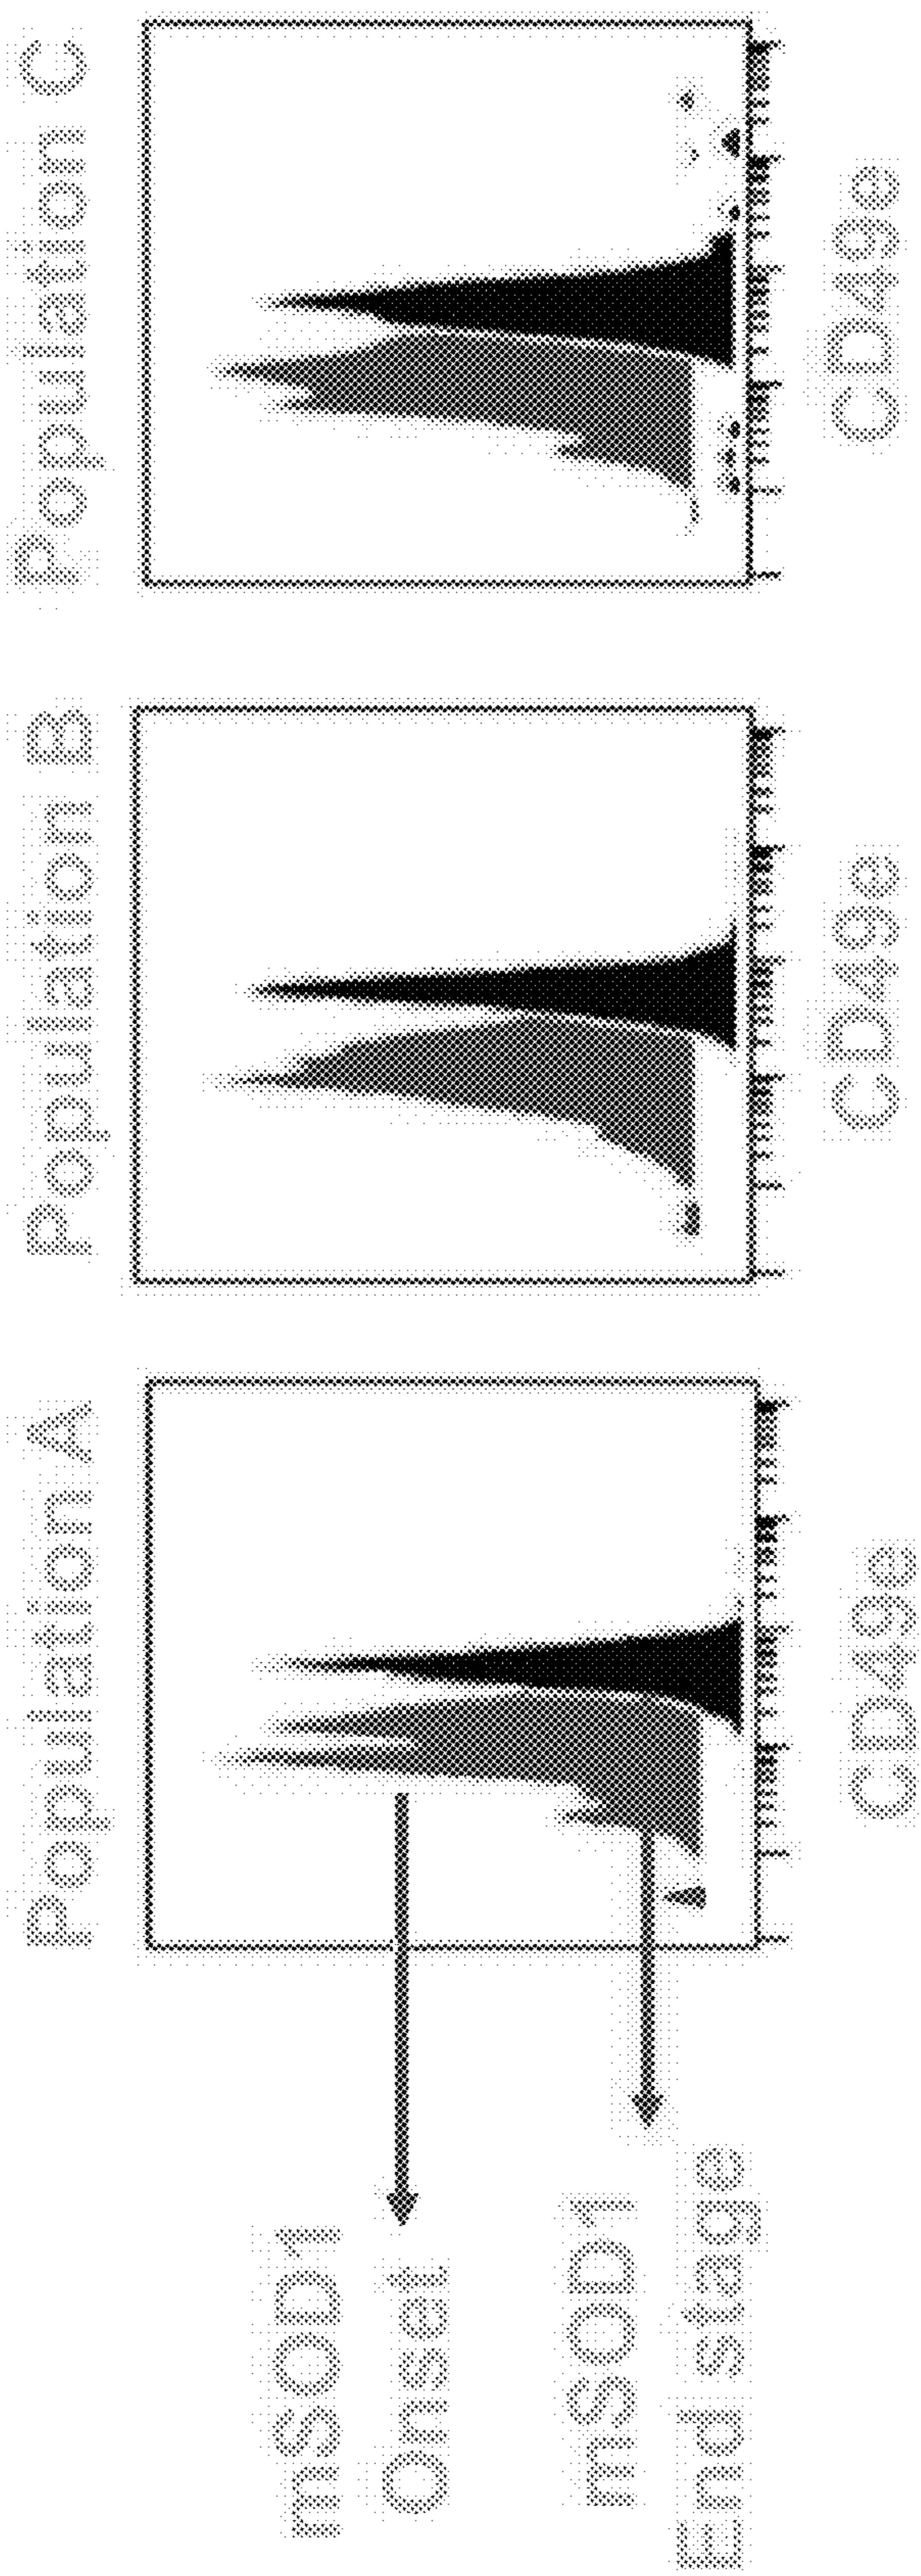 Population A
Population B
Population C
mSOD1
Onset
mSOD1
End stage
CD49e
CD49e
CD49e